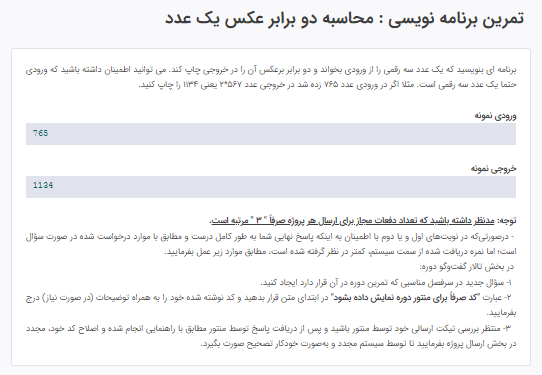 تمرین برنامه نویسی : محاسبه دو برابر عکس یک عدد
برنامه ای بنویسید که یک عدد سه رقمی را از ورودی بخواند و دو برابر برعکس آن را در خروجی چاپ کند. می توانید اطمینان داشته باشید که ورودی
حتما یک عدد سه رقمی است. مثلا اگر در ورودی عدد ۷۶۵ زده شد در خروجی عدد ۵۶۷*۲ یعنی ۱۱۳۴ را چاپ کنید.
ورودی نمونه
765
خروجی نمونه
1134
توجه: مدنظر داشته باشید که تعداد دفعات مجاز برای ارسال هر پروژه صرفاً " ۳ " مرتبه است.
- درصورتی‌که در نوبت‌های اول و یا دوم با اطمینان به اینکه پاسخ نهایی شما به طور کامل درست و مطابق با موارد درخواست شده در صورت سؤال
است؛ اما نمره دریافت شده از سمت سیستم، کمتر در نظر گرفته شده است، مطابق موارد زیر عمل بفرمایید.
در بخش تالار گفت‌وگو دوره:
۱- سؤال جدید در سرفصل مناسبی که تمرین دوره در آن قرار دارد ایجاد کنید.
۲- عبارت "کد صرفاً برای منتور دوره نمایش داده بشود" در ابتدای متن قرار بدهید و کد نوشته شده خود را به همراه توضیحات (در صورت نیاز) درج
بفرمایید.
۳- منتظر بررسی تیکت ارسالی خود توسط منتور باشید و پس از دریافت پاسخ توسط منتور مطابق با راهنمایی انجام شده و اصلاح کد خود، مجدد
در بخش ارسال پروژه بفرمایید تا توسط سیستم مجدد و به‌صورت خودکار تصحیح صورت بگیرد.